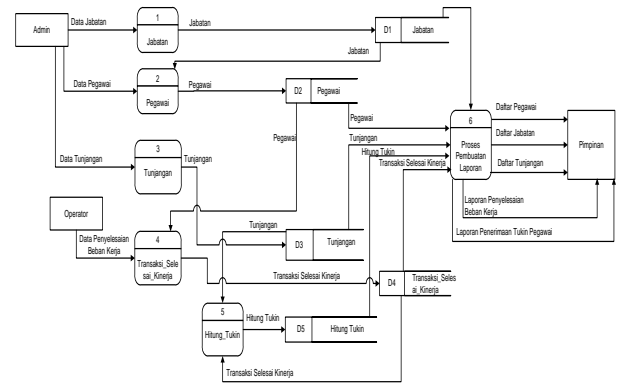 Admin
Data Jabatan
1
Jabatan
Jabatan
D1
Jabatan
Jabatan
Data Pegawai
2
Pegawai
Pegawai
D2
Pegawai
Pegawai
Pegawai
Data Tunjangan
3
Tunjangan
Tunjangan
Tunjangan
Hitung Tukin
Transaksi Selesai Kinerja
6
Proses
Pembuatan
Laporan
Daftar Pegawai
Daftar Jabatan
Daftar Tunjangan
Pimpinan
Laporan Penyelesaian
Beban Kerja
Laporan Penerimaan Tukin Pegawai
Operator
Data Penyelesaian
Beban Kerja
4
Transaksi_Sele
sai_Kinerja
Tunjangan
D3
Tunjangan
Transaksi Selesai Kinerja
D4
Transaksi_Seles
ai_Kinerja
5
Hitung_Tukin
Hitung Tukin
D5
Hitung Tukin
Transaksi Selesai Kinerja